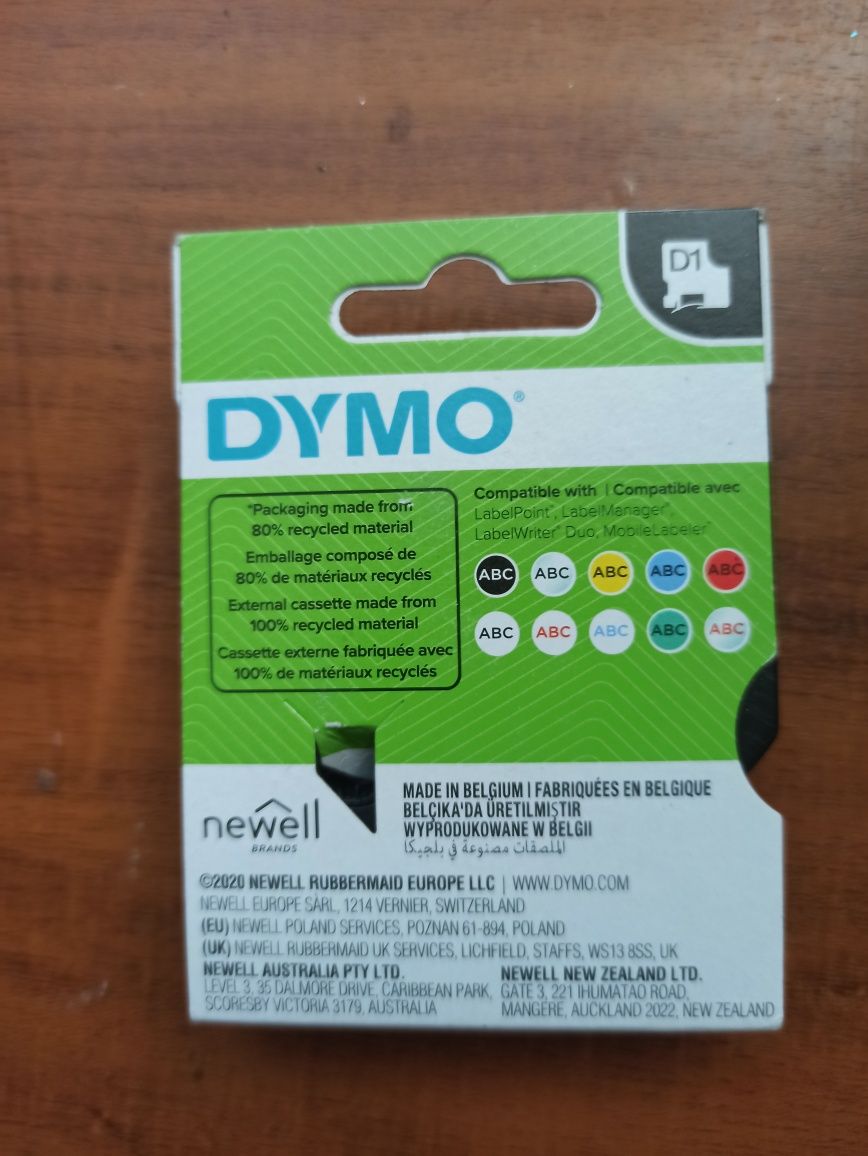 D1
DYMO®
*Packaging made from
80% recycled material
Emballage composé de
80% de matériaux recyclés
External cassette made from
100% recycled material
Cassette externe fabriquée avec
100% de matériaux recyclés
Compatible with | Compatible avec
LabelPoint®, LabelManager®,
LabelWriter® Duo, MobileLabeler®
ABC ABC ABC ABC ABC
ABC ABC ABC ABC ABC
newell
BRANDS
MADE IN BELGIUM | FABRIQUÉES EN BELGIQUE
BELÇIKA'DA ÜRETILMIŞTIR
WYPRODUKOWANE W BELGII
الملصقات مصنوعة في بلجيكا
©2020 NEWELL RUBBERMAID EUROPE LLC | WWW.DYMO.COM
NEWELL EUROPE SÀRL, 1214 VERNIER, SWITZERLAND
(EU) NEWELL POLAND SERVICES, POZNAN 61-894, POLAND
(UK) NEWELL RUBBERMAID UK SERVICES, LICHFIELD, STAFFS, WS13 8SS, UK
NEWELL AUSTRALIA PTY LTD.
LEVEL 3, 35 DALMORE DRIVE, CARIBBEAN PARK,
SCORESBY VICTORIA 3179, AUSTRALIA
NEWELL NEW ZEALAND LTD.
GATE 3, 221 IHUMATAO ROAD,
MANGERE, AUCKLAND 2022, NEW ZEALAND